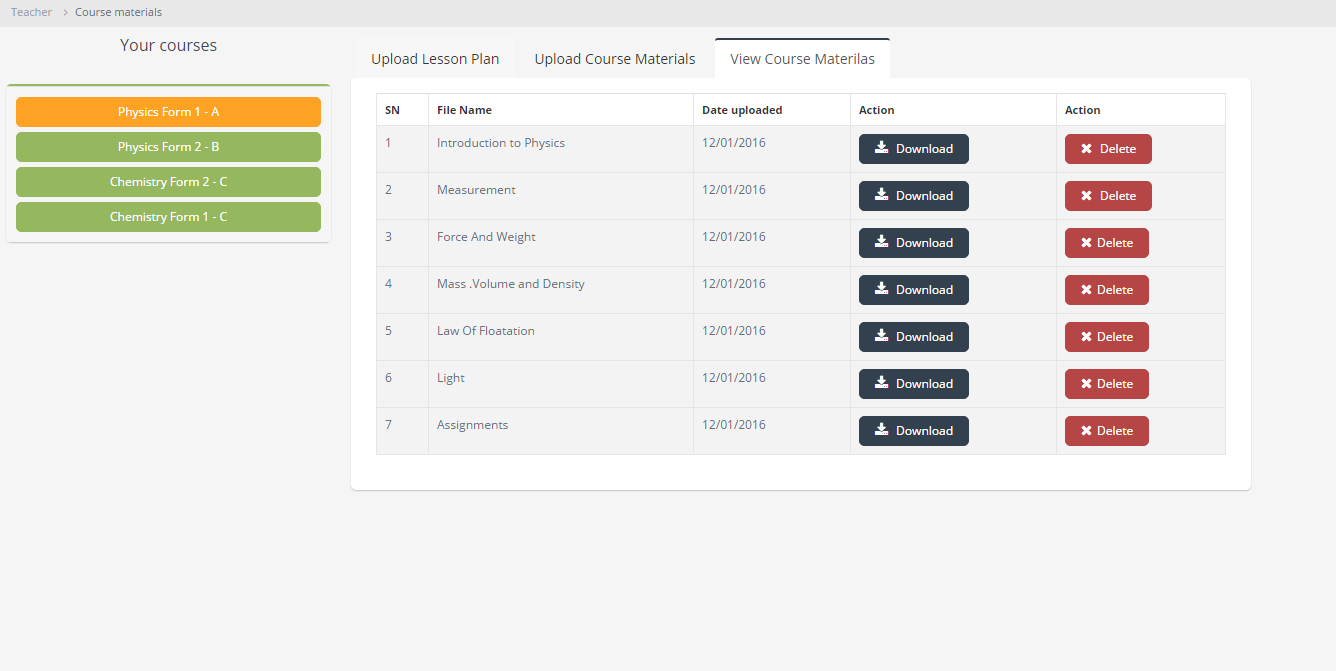 Teacher > Course materials
Your courses
Physics Form 1 - A
Physics Form 2 - B
Chemistry Form 2 - C
Chemistry Form 1 - C
Upload Lesson Plan Upload Course Materials View Course Materilas
SN File Name Date uploaded Action Action
1 Introduction to Physics 12/01/2016 Download Delete
2 Measurement 12/01/2016 Download Delete
3 Force And Weight 12/01/2016 Download Delete
4 Mass .Volume and Density 12/01/2016 Download Delete
5 Law Of Floatation 12/01/2016 Download Delete
6 Light 12/01/2016 Download Delete
7 Assignments 12/01/2016 Download Delete